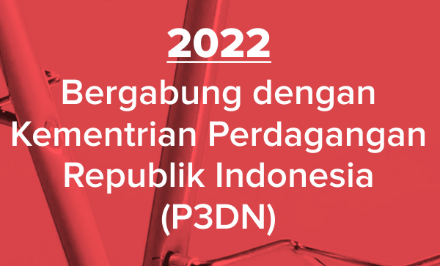 2022
Bergabung dengan
Kementrian Perdagangan
Republik Indonesia
(P3DN)